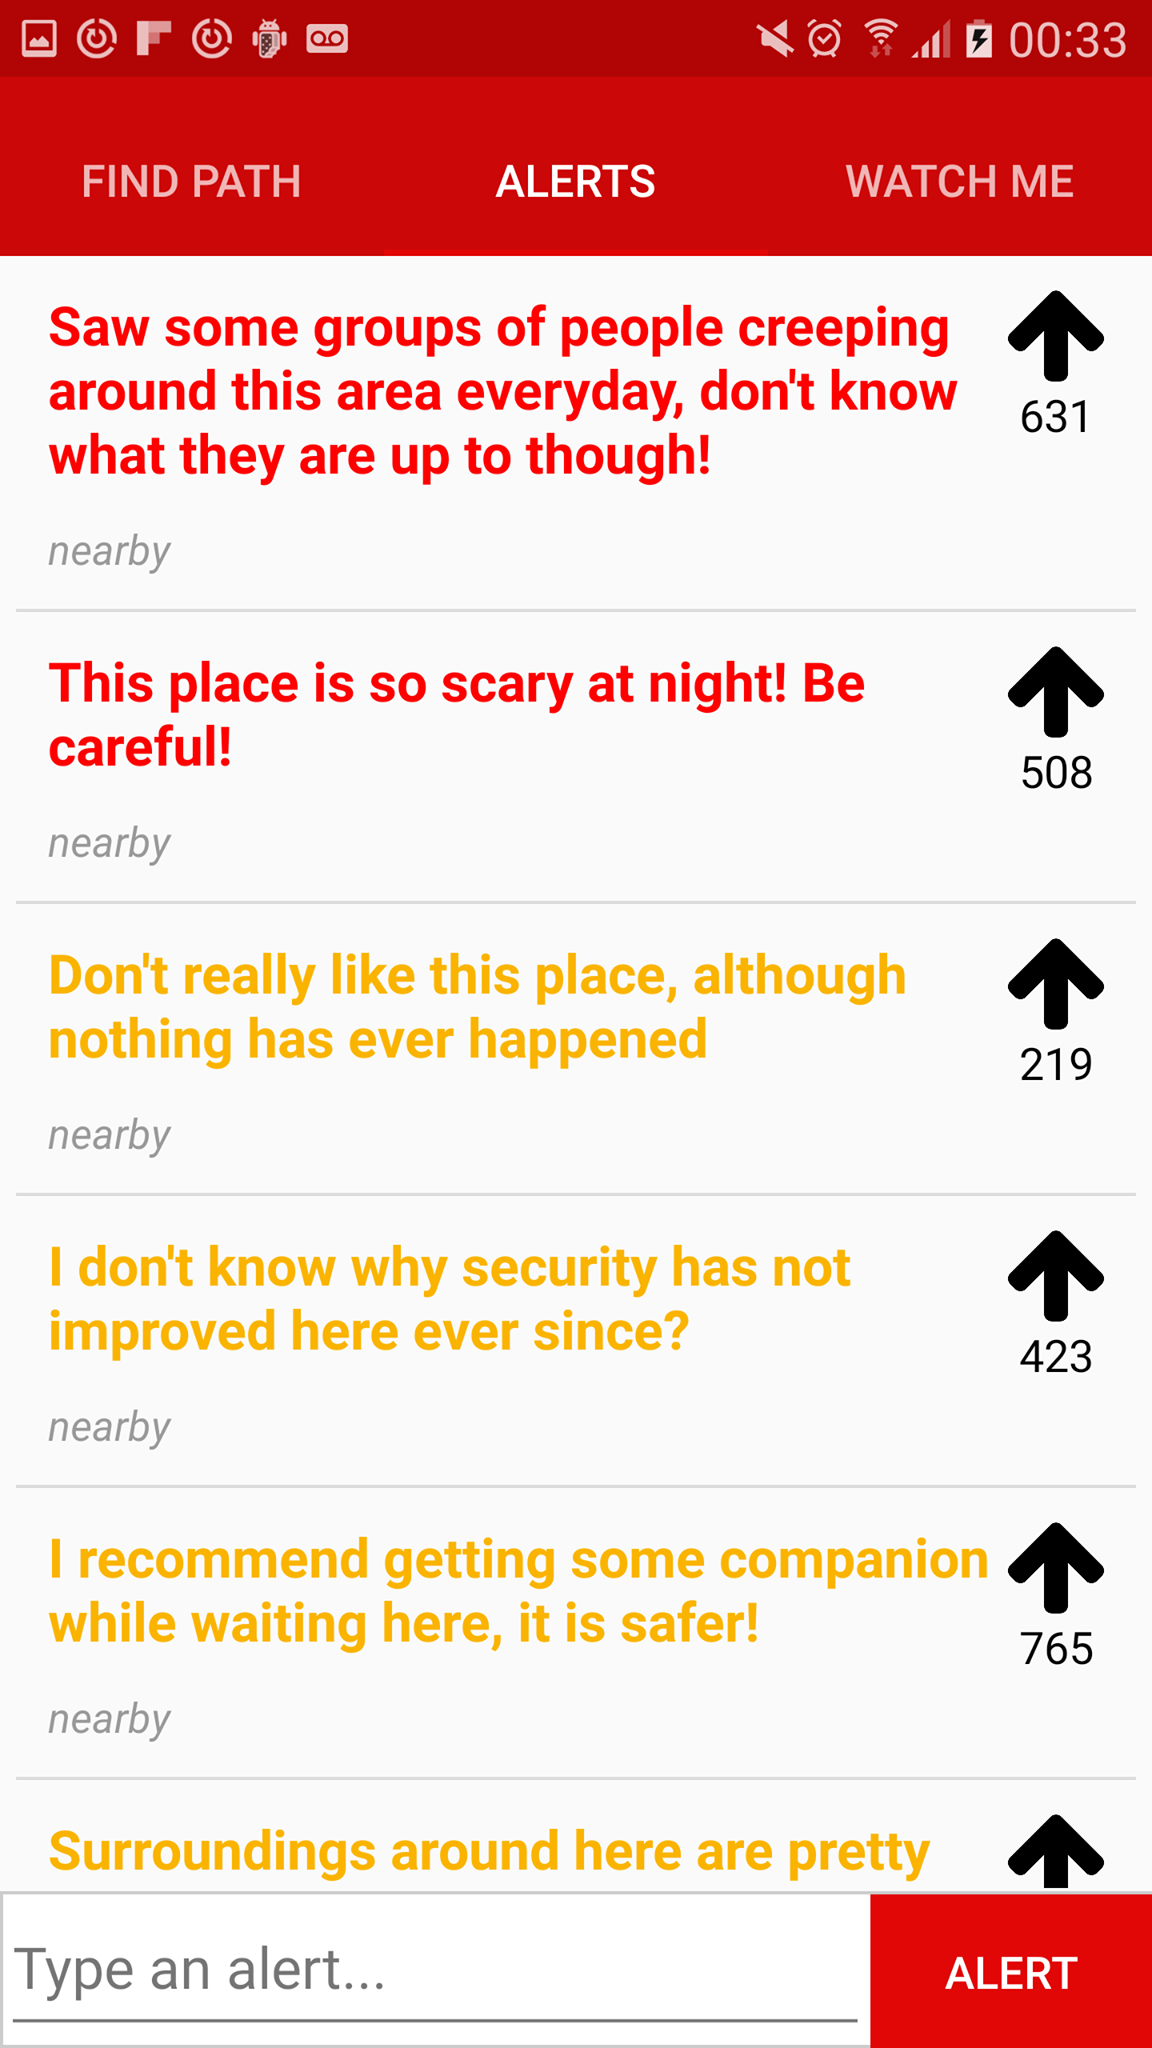 00:33
FIND PATH ALERTS WATCH ME
Saw some groups of people creeping
around this area everyday, don't know
what they are up to though!
631
nearby
This place is so scary at night! Be
careful!
508
nearby
Don't really like this place, although
nothing has ever happened
219
nearby
I don't know why security has not
improved here ever since?
423
nearby
I recommend getting some companion
while waiting here, it is safer!
765
nearby
Surroundings around here are pretty
Type an alert...
ALERT